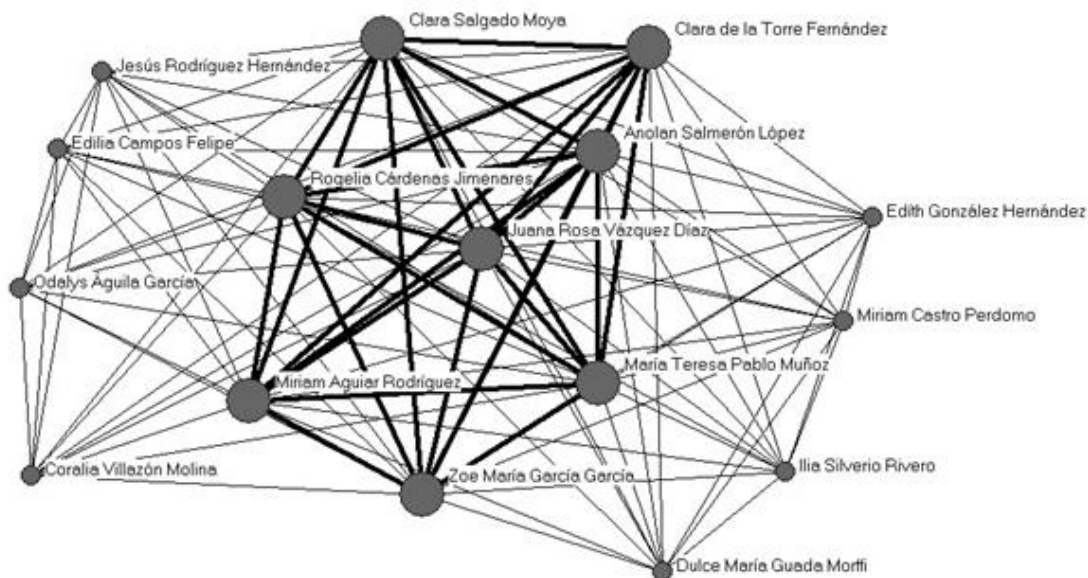 Clara Salgado Moya
Clara de la Torre Fernández
Jesús Rodríguez Hernández
Anolan Salmerón López
Edilia Campos Felipe
Rogelia Cárdenas Jimenares
Edith González Hernández
Juana Rosa Vázquez Díaz
Odalys Águila García
Miriam Castro Perdomo
María Teresa Pablo Muñoz
Miriam Aguiar Rodríguez
Coralia Villazón Molina
Zoe María García García
Ilia Silverio Rivero
Dulce María Guada Morffi